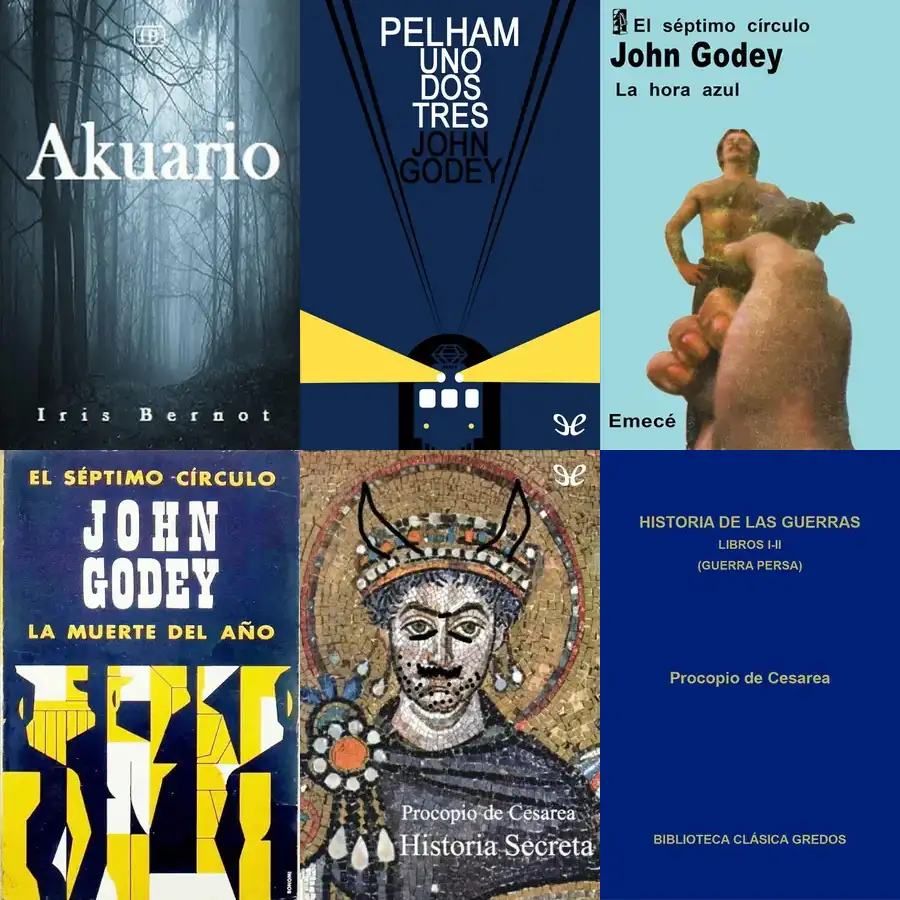 IB
Akuario
Iris Bernot
PELHAM
UNO
DOS
TRES
JOHN
GODEY
El séptimo círculo
John Godey
La hora azul
Emecé
EL SÉPTIMO CÍRCULO
JOHN
GODEY
LA MUERTE DEL AÑO
BONOMI
Procopio de Cesarea
Historia Secreta
HISTORIA DE LAS GUERRAS
LIBROS I-II
(GUERRA PERSA)
Procopio de Cesarea
BIBLIOTECA CLÁSICA GREDOS